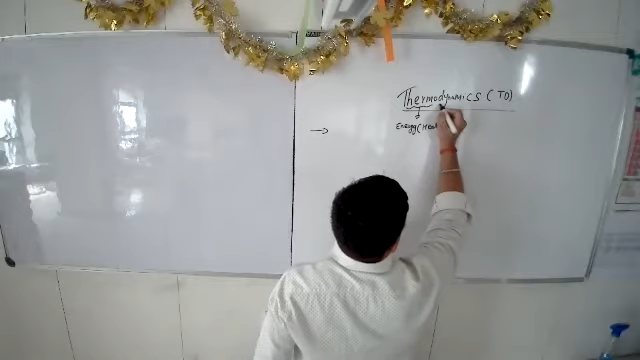 Thermodynamics (TD)
→
Energy (Heat